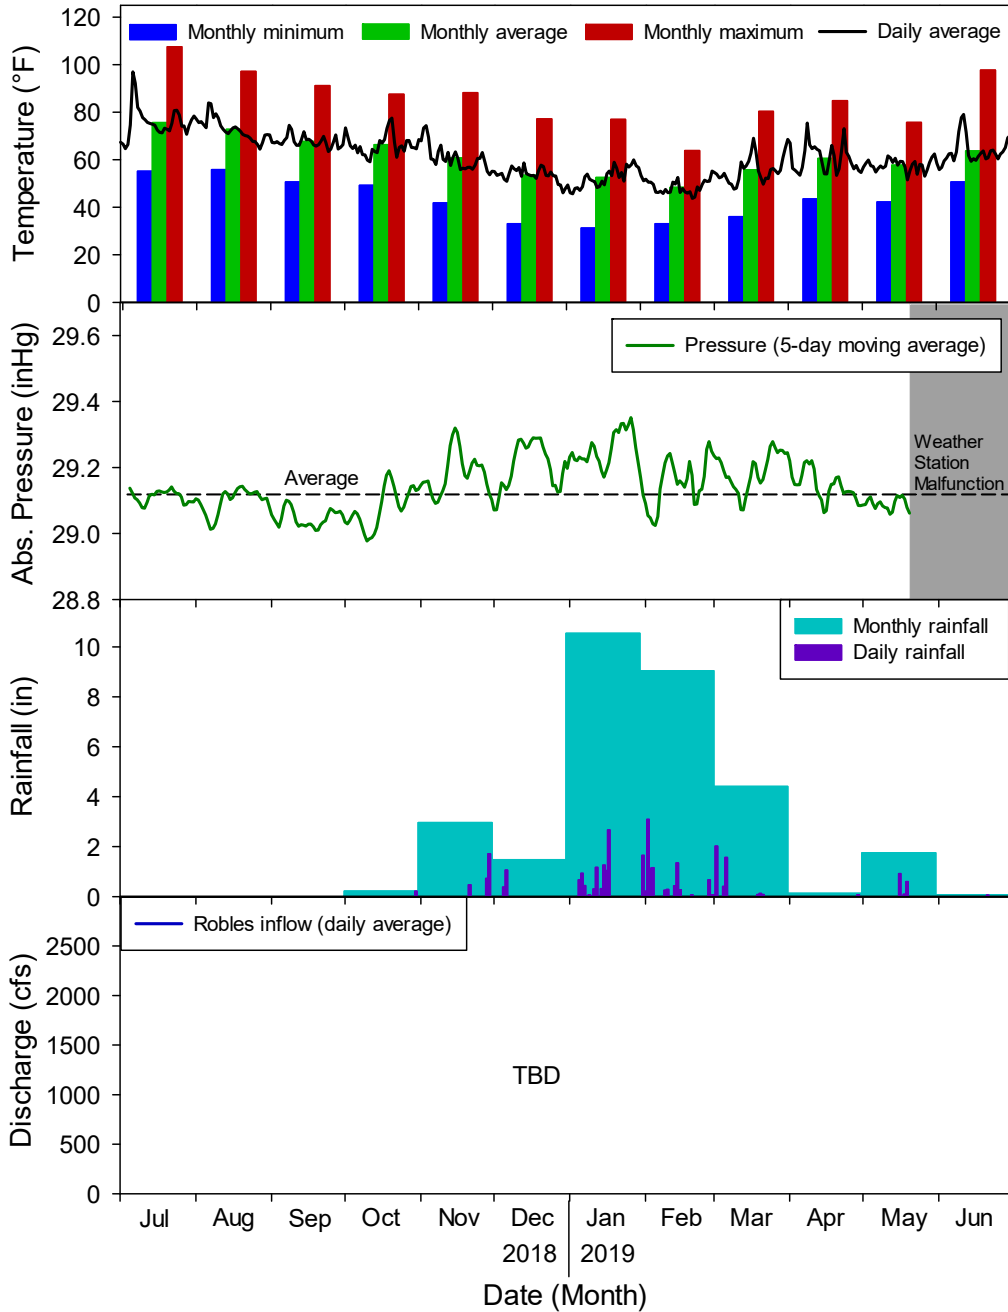 Temperature (°F)
120
100
80
60
40
20
0
Monthly minimum
Monthly average
Monthly maximum
Daily average
Abs. Pressure (inHg)
29.6
29.4
29.2
29.0
28.8
Pressure (5-day moving average)
Average
Weather
Station
Malfunction
Rainfall (in)
10
8
6
4
2
0
Monthly rainfall
Daily rainfall
Discharge (cfs)
2500
2000
1500
1000
500
0
Robles inflow (daily average)
TBD
Jul Aug Sep Oct Nov Dec Jan Feb Mar Apr May Jun
2018 2019
Date (Month)